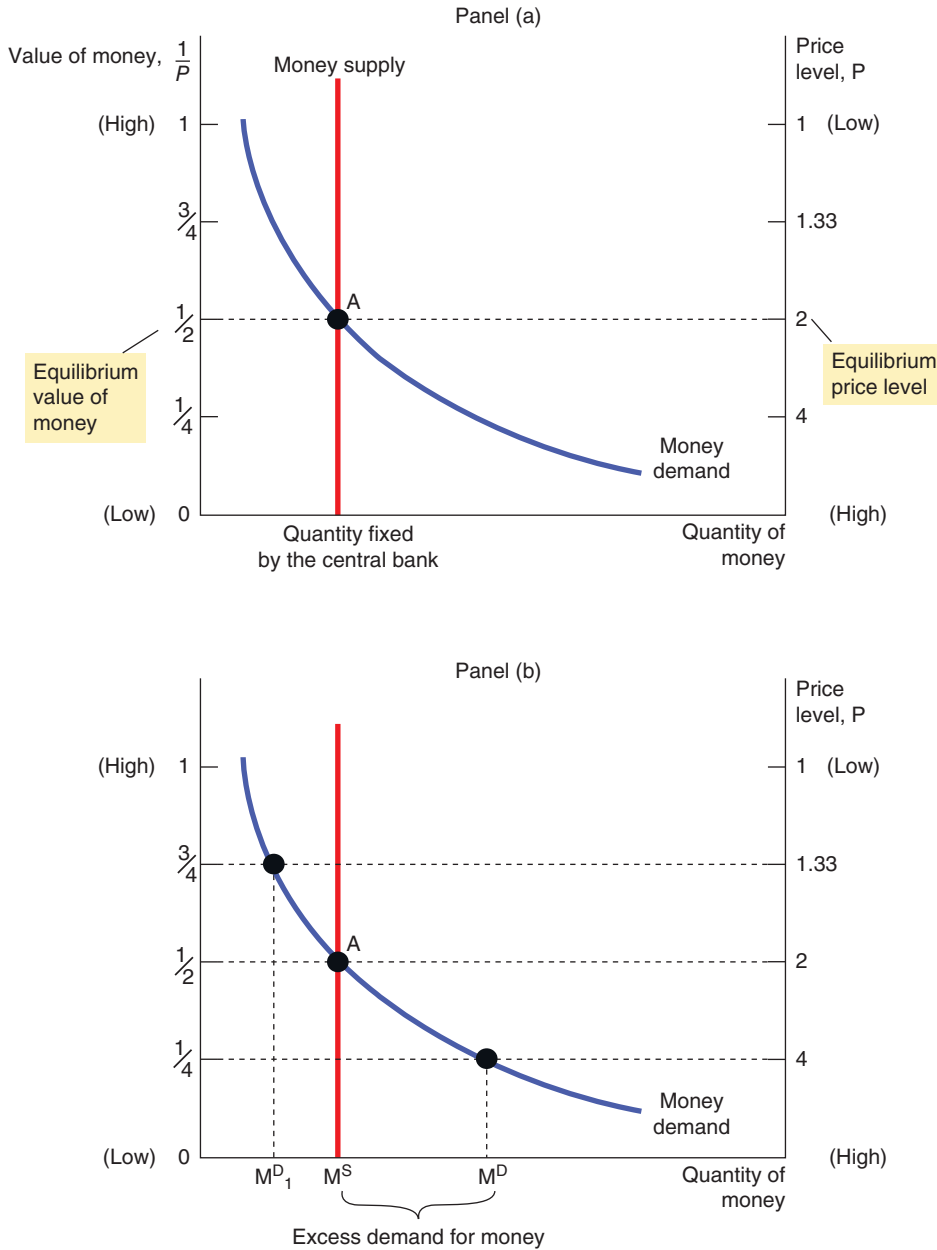 Panel (a)
Value of money, 1/P
Price
level, P
Money supply
(High) 1
1 (Low)
3/4
1.33
A
1/2
2
Equilibrium
value of
money
Equilibrium
price level
1/4
4
Money
demand
(Low) 0
(High)
Quantity fixed
by the central bank
Quantity of
money
Panel (b)
Price
level, P
(High) 1
1 (Low)
3/4
1.33
A
1/2
2
1/4
4
Money
demand
(Low) 0
(High)
M^D_1 M^S M^D
Quantity of
money
Excess demand for money